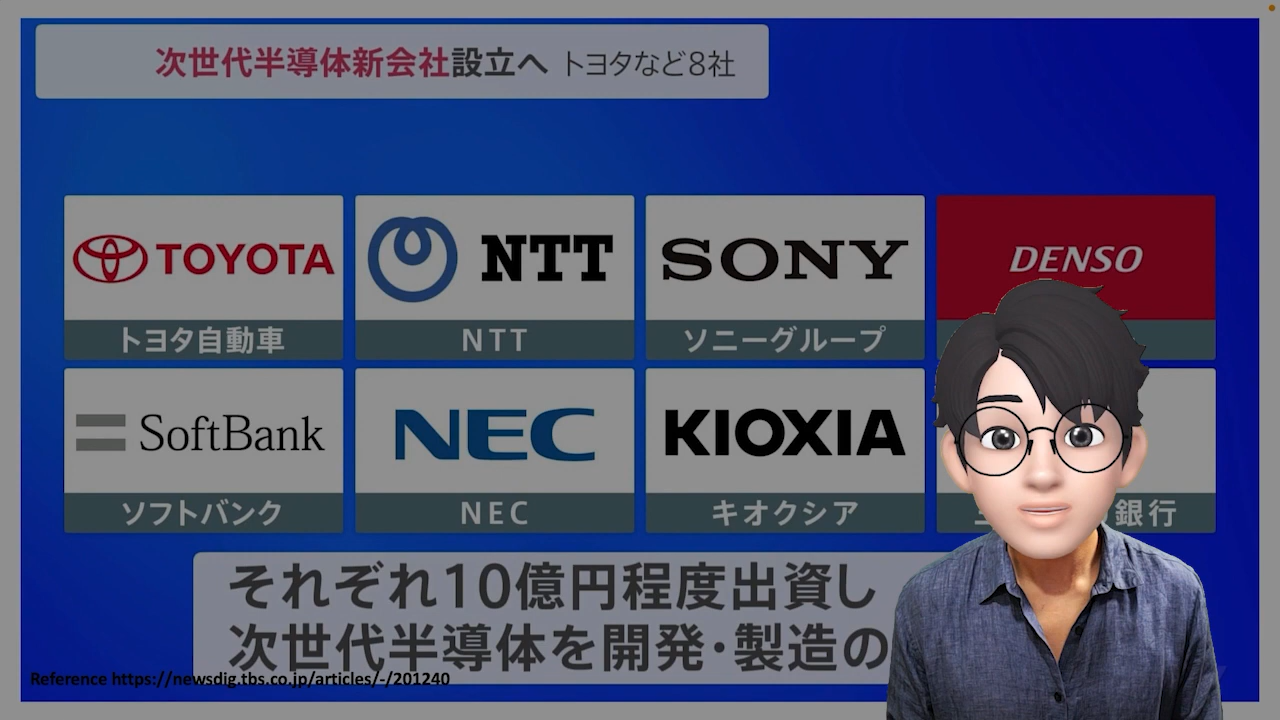 次世代半導体新会社設立へ トヨタなど8社
TOYOTA
トヨタ自動車
NTT
NTT
SONY
ソニーグループ
DENSO
SoftBank
ソフトバンク
NEC
NEC
KIOXIA
キオクシア
銀行
それぞれ10億円程度出資し
次世代半導体を開発・製造の
Reference https://newsdig.tbs.co.jp/articles/-/201240